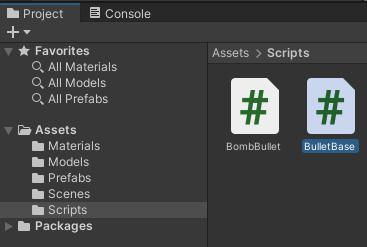 Project
Console
Favorites
All Materials
All Models
All Prefabs
Assets
Materials
Models
Prefabs
Scenes
Scripts
Packages
Assets > Scripts
# #
BombBullet BulletBase